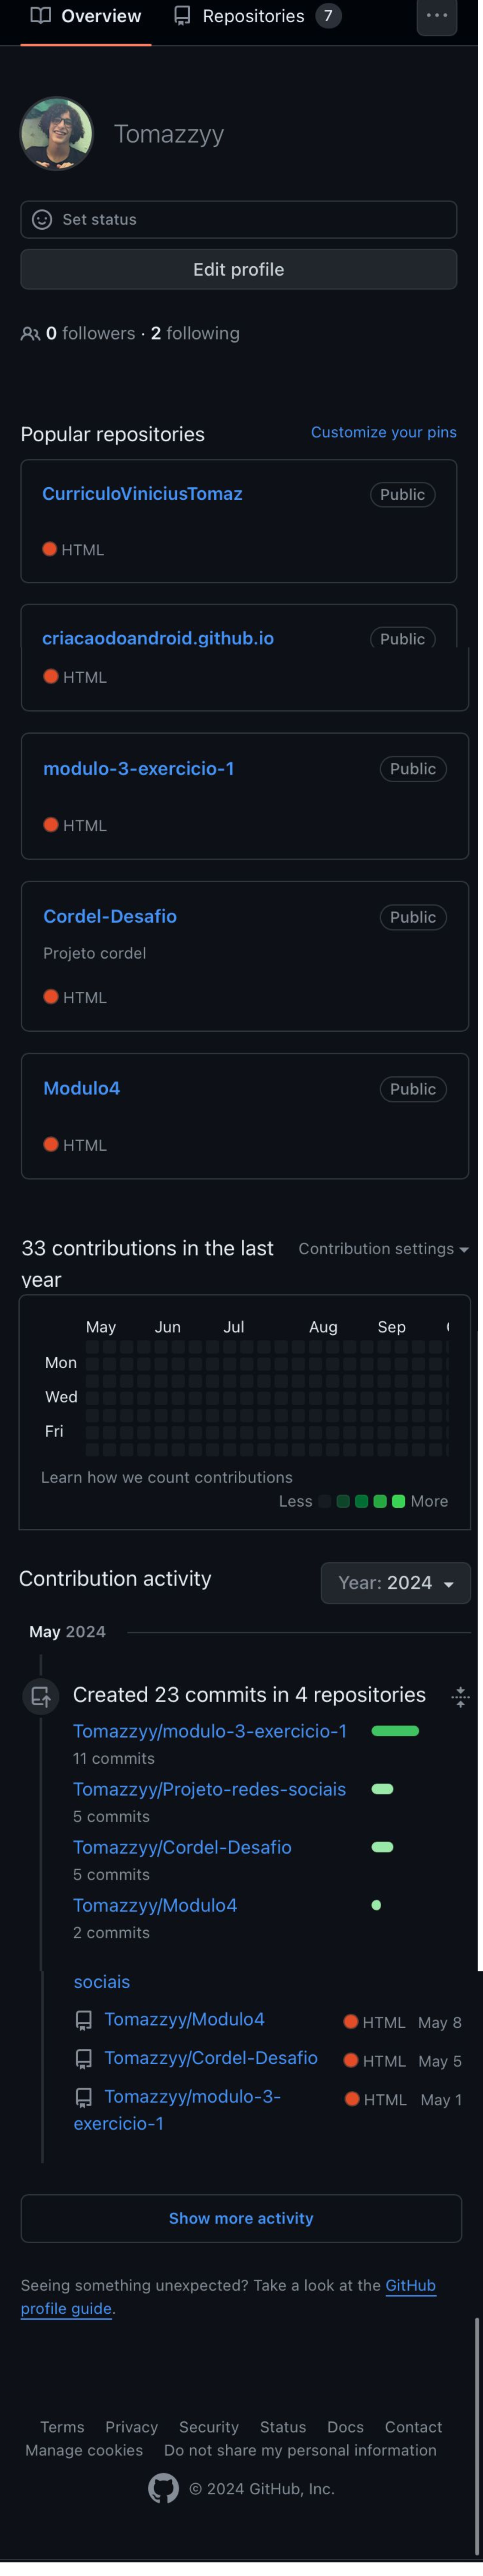 Overview Repositories 7
Tomazzyy
Set status
Edit profile
0 followers · 2 following
Popular repositories Customize your pins
CurriculoViniciusTomaz Public
HTML
criacaodoandroid.github.io Public
HTML
modulo-3-exercicio-1 Public
HTML
Cordel-Desafio Public
Projeto cordel
HTML
Modulo4 Public
HTML
33 contributions in the last Contribution settings
year
May Jun Jul Aug Sep
Mon
Wed
Fri
Learn how we count contributions
Less More
Contribution activity Year: 2024
May 2024
Created 23 commits in 4 repositories
Tomazzyy/modulo-3-exercicio-1
11 commits
Tomazzyy/Projeto-redes-sociais
5 commits
Tomazzyy/Cordel-Desafio
5 commits
Tomazzyy/Modulo4
2 commits
sociais
Tomazzyy/Modulo4 HTML May 8
Tomazzyy/Cordel-Desafio HTML May 5
Tomazzyy/modulo-3- HTML May 1
exercicio-1
Show more activity
Seeing something unexpected? Take a look at the GitHub
profile guide.
Terms Privacy Security Status Docs Contact
Manage cookies Do not share my personal information
© 2024 GitHub, Inc.